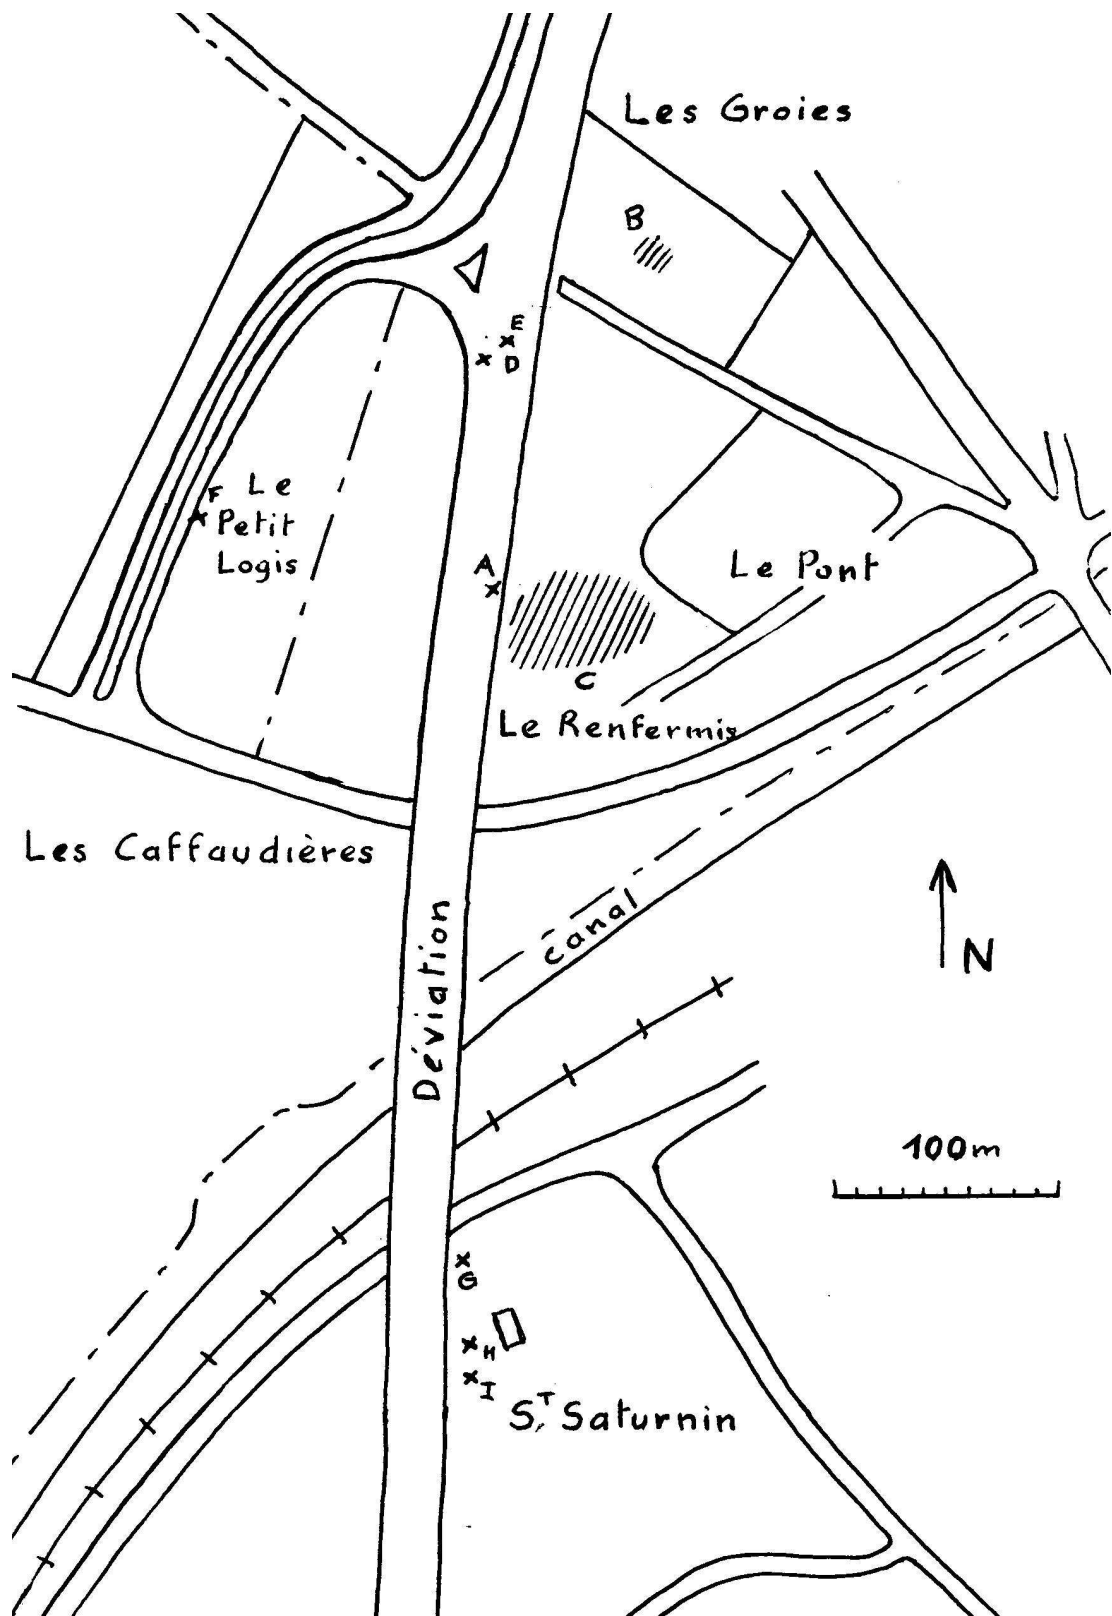 Les Groies
B
E
D
F
Le
Petit
Logis
A
Le Pont
C
Le Renfermis
Les Caffaudières
canal
Déviation
N
100m
G
H
I
ST Saturnin